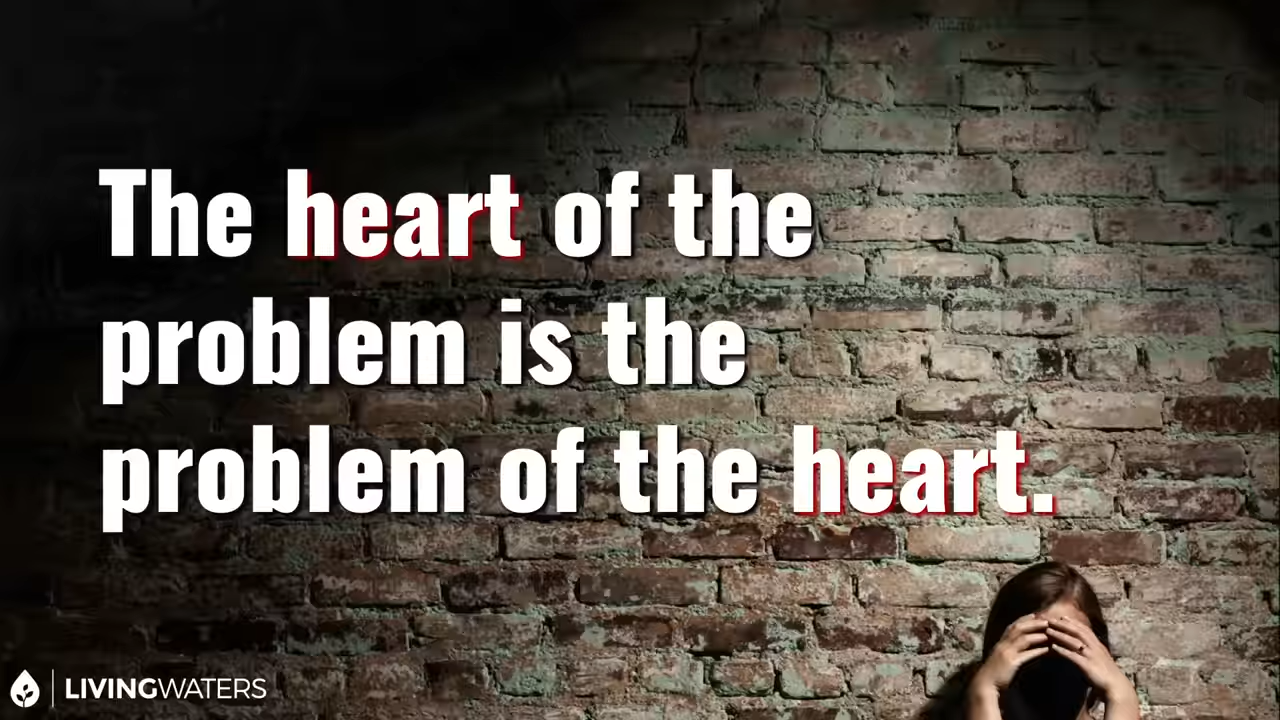 The heart of the
problem is the
problem of the heart.
LIVINGWATERS